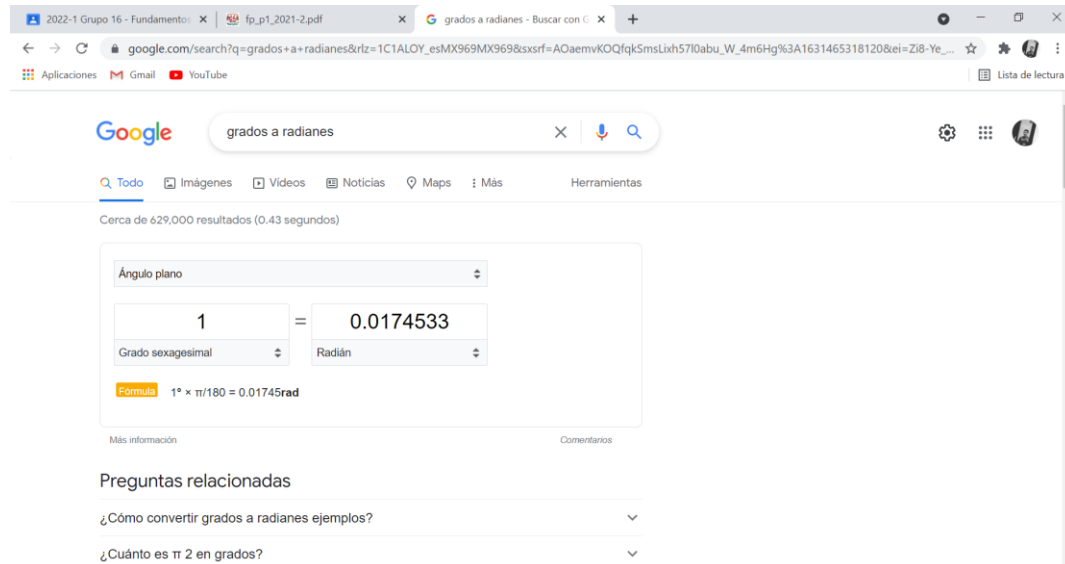 2022-1 Grupo 16 - Fundamentos
fp_p1_2021-2.pdf
grados a radianes - Buscar con G
google.com/search?q=grados+a+radianes&rlz=1C1ALOY_esMX969MX969&sxsrf=AOaemvKOQfqkSmsLixh57l0abu_W_4m6Hg%3A1631465318120&ei=Zi8-Ye_...
Aplicaciones Gmail YouTube Lista de lectura
Google grados a radianes
Todo Imágenes Videos Noticias Maps Más Herramientas
Cerca de 629,000 resultados (0.43 segundos)
Ángulo plano
1 = 0.0174533
Grado sexagesimal Radián
Fórmula 1° × π/180 = 0.01745rad
Más información Comentarios
Preguntas relacionadas
¿Cómo convertir grados a radianes ejemplos?
¿Cuánto es π 2 en grados?